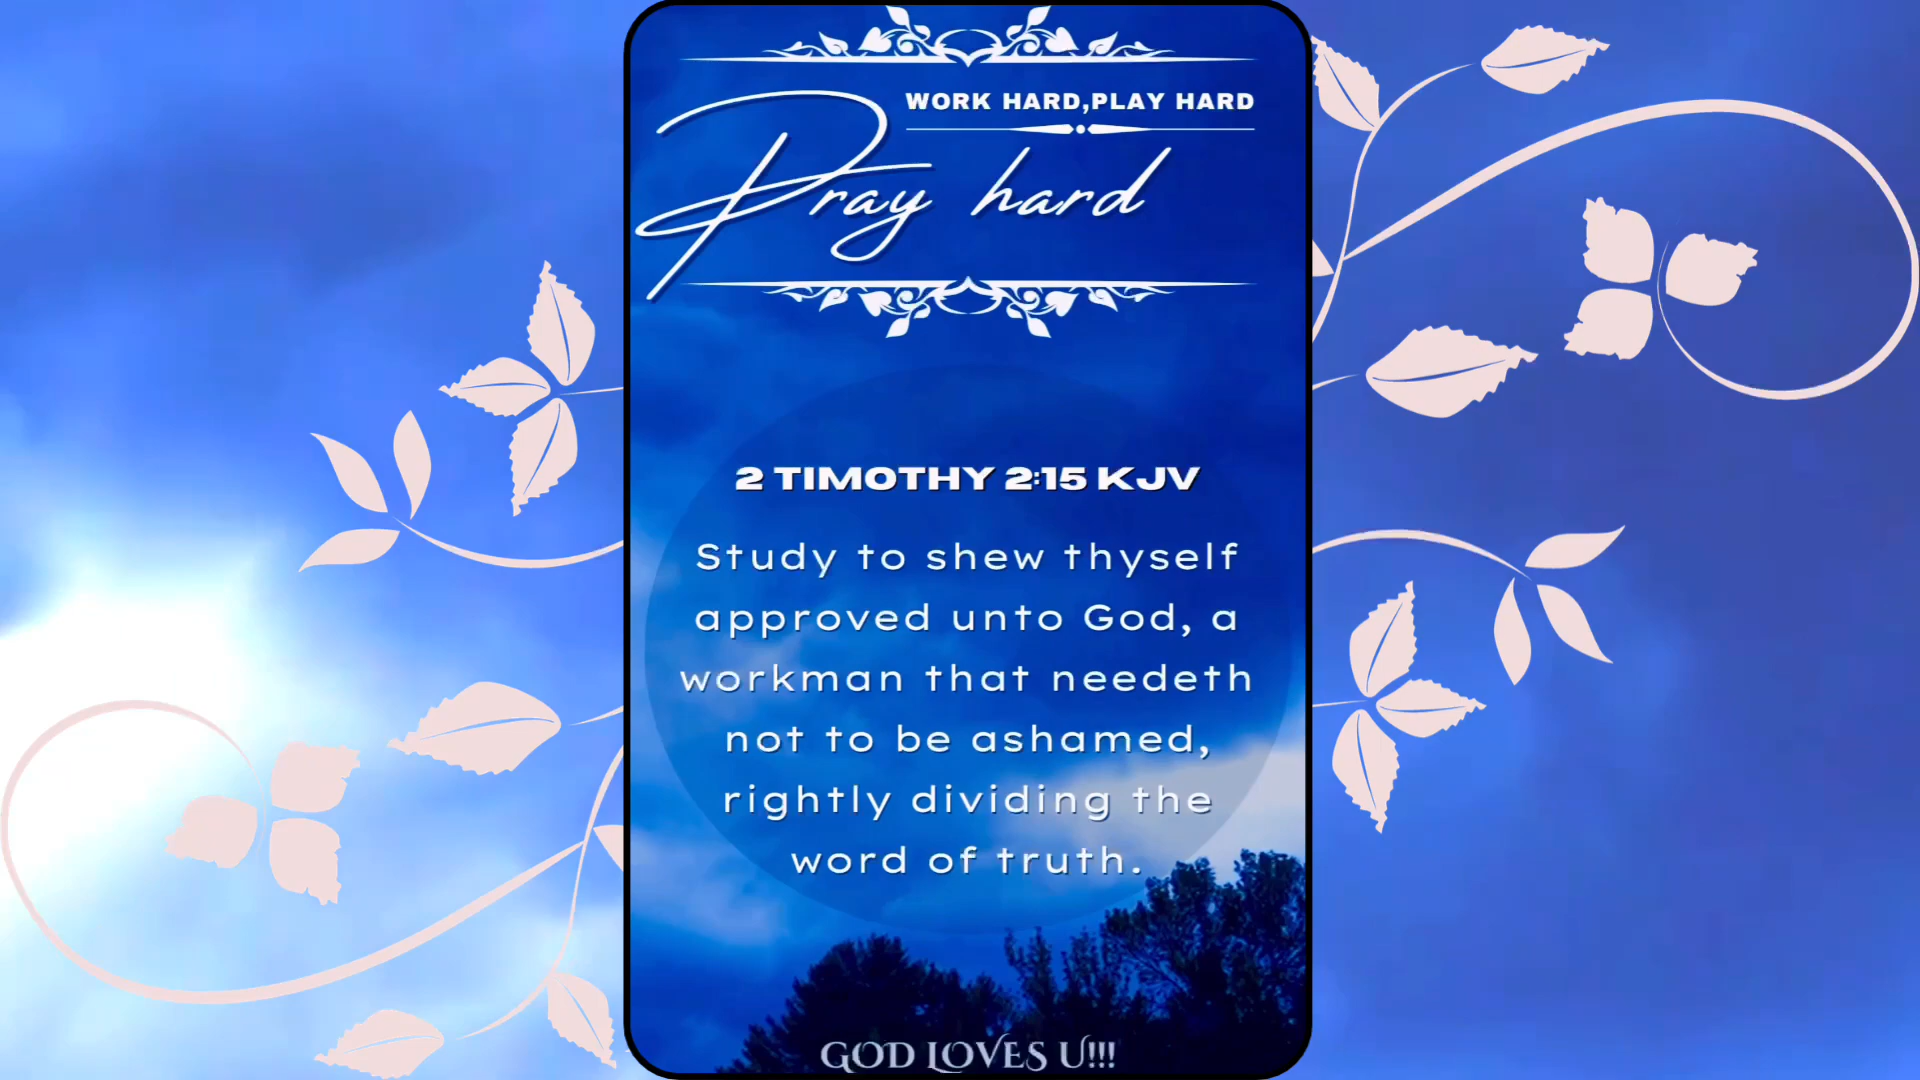 WORK HARD,PLAY HARD
Pray hard
2 TIMOTHY 2:15 KJV
Study to shew thyself
approved unto God, a
workman that needeth
not to be ashamed,
rightly dividing the
word of truth.
GOD LOVES U!!!